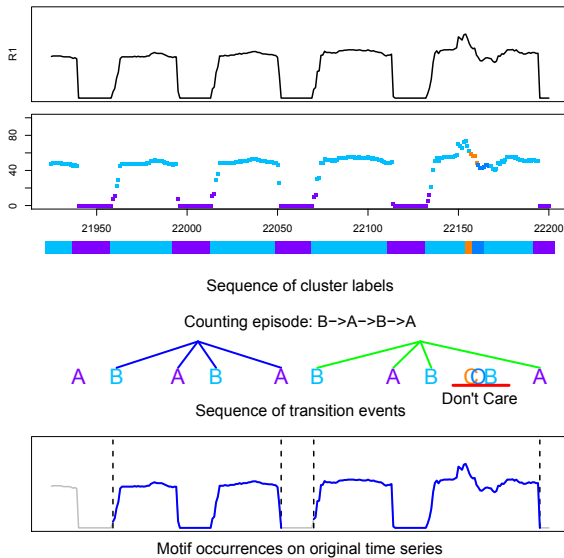 R1
80
40
0
21950 22000 22050 22100 22150 22200
Sequence of cluster labels
Counting episode: B->A->B->A
A B A B A B A B C D B A
Don't Care
Sequence of transition events
Motif occurrences on original time series